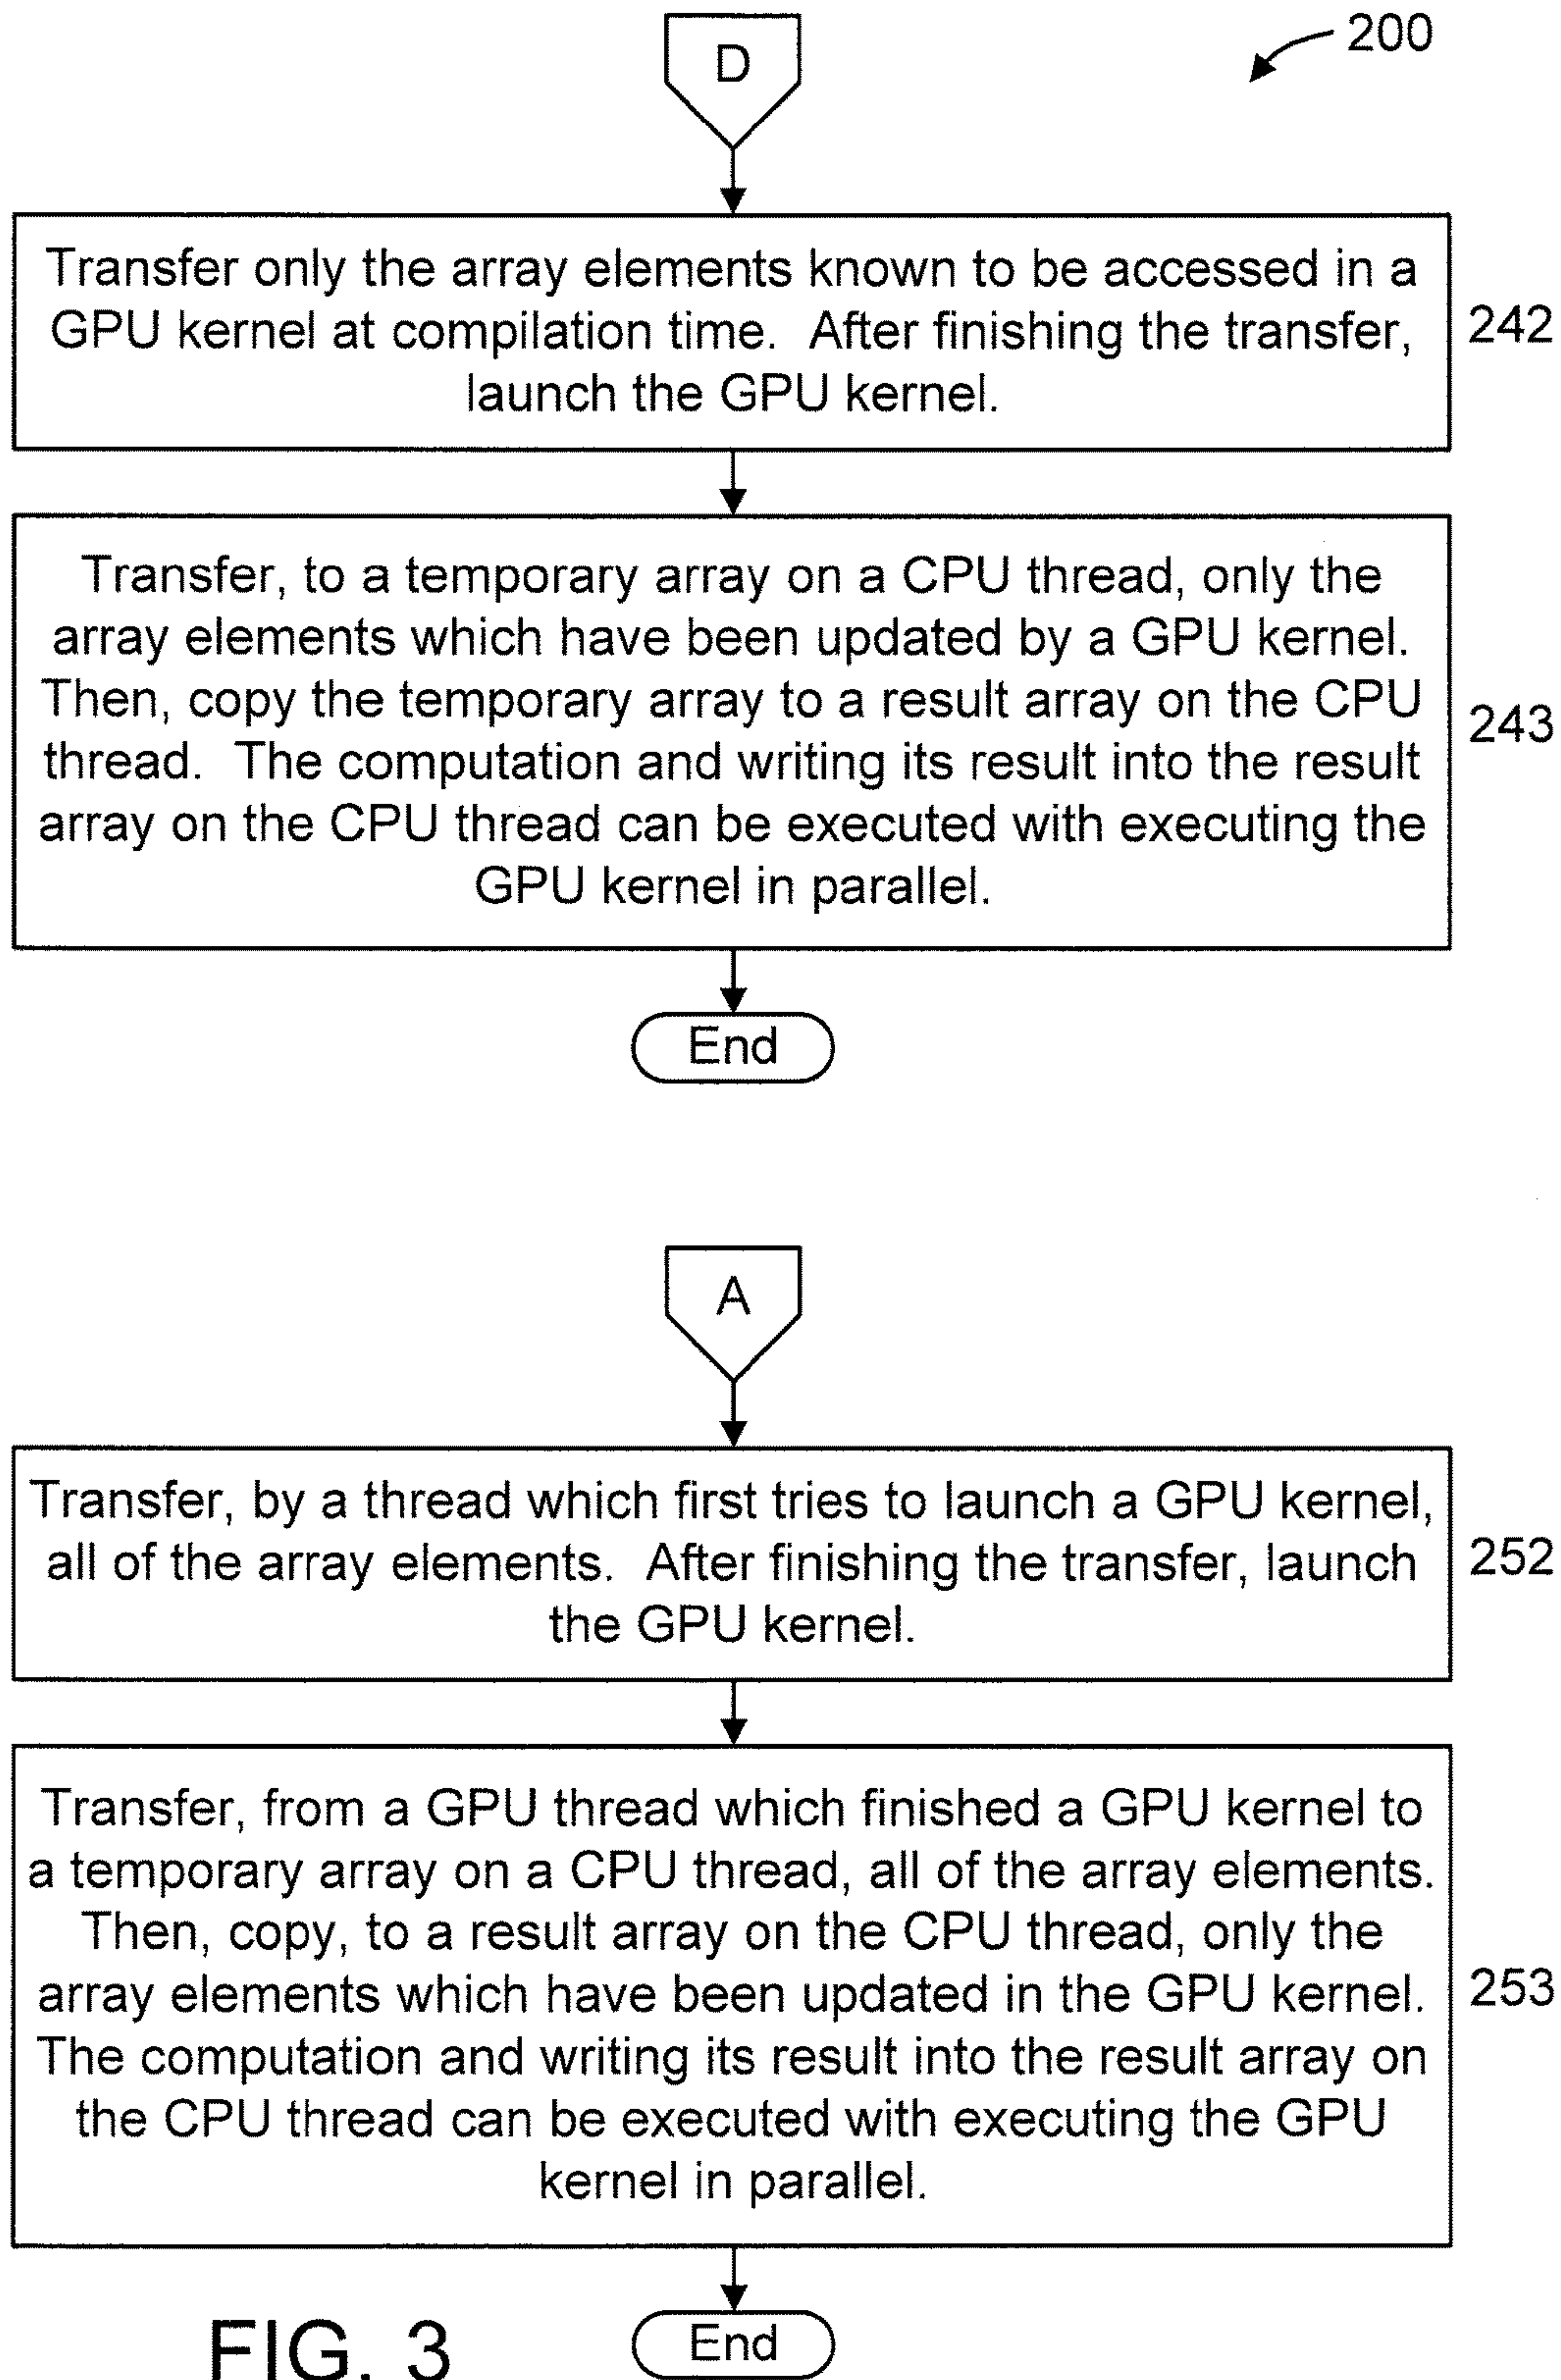 D
200
Transfer only the array elements known to be accessed in a
GPU kernel at compilation time. After finishing the transfer,
launch the GPU kernel.
242
Transfer, to a temporary array on a CPU thread, only the
array elements which have been updated by a GPU kernel.
Then, copy the temporary array to a result array on the CPU
thread. The computation and writing its result into the result
array on the CPU thread can be executed with executing the
GPU kernel in parallel.
243
End
A
Transfer, by a thread which first tries to launch a GPU kernel,
all of the array elements. After finishing the transfer, launch
the GPU kernel.
252
Transfer, from a GPU thread which finished a GPU kernel to
a temporary array on a CPU thread, all of the array elements.
Then, copy, to a result array on the CPU thread, only the
array elements which have been updated in the GPU kernel.
The computation and writing its result into the result array on
the CPU thread can be executed with executing the GPU
kernel in parallel.
253
End
FIG. 3